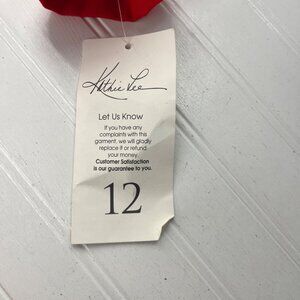 Kathie Lee
Let Us Know
If you have any
complaints with this
garment, we will gladly
replace it or refund
your money.
Customer Satisfaction
is our guarantee to you.
12